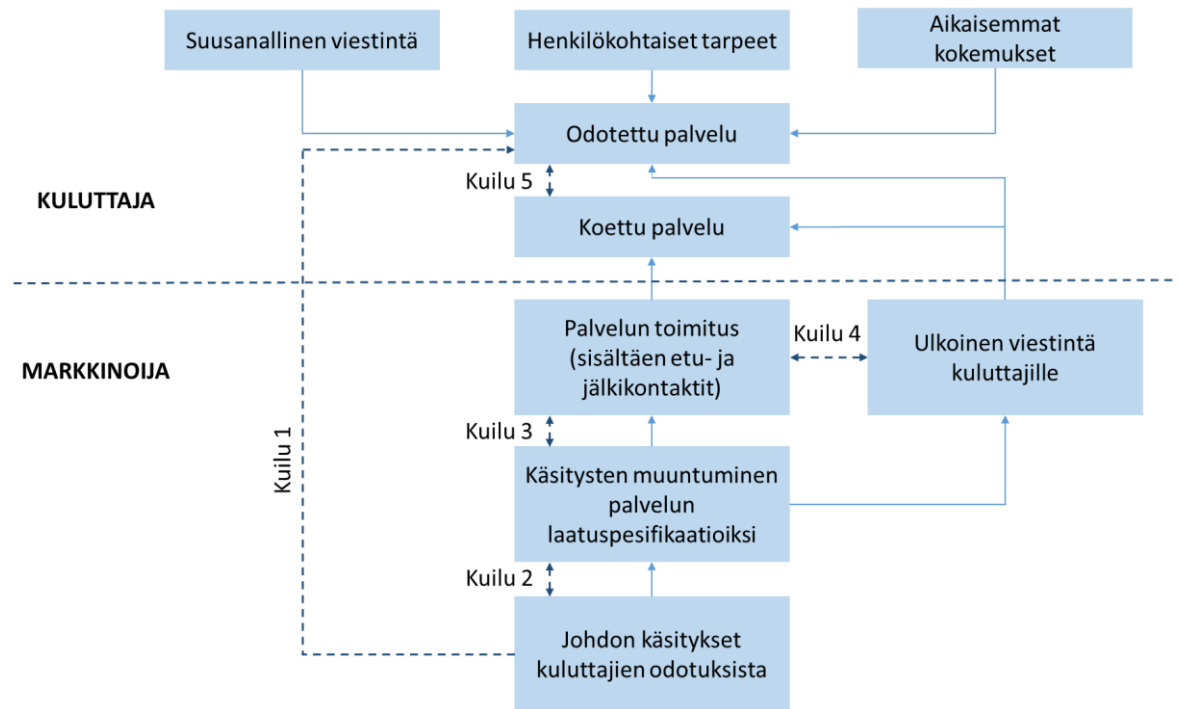 Suusanallinen viestintä
Henkilökohtaiset tarpeet
Aikaisemmat
kokemukset
Odotettu palvelu
Kuilu 5
KULUTTAJA
Koettu palvelu
Palvelun toimitus
(sisältäen etu- ja
jälkikontaktit)
Kuilu 4
Ulkoinen viestintä
kuluttajille
MARKKINOIJA
Kuilu 1
Kuilu 3
Käsitysten muuntuminen
palvelun
laatuspesifikaatioiksi
Kuilu 2
Johdon käsitykset
kuluttajien odotuksista